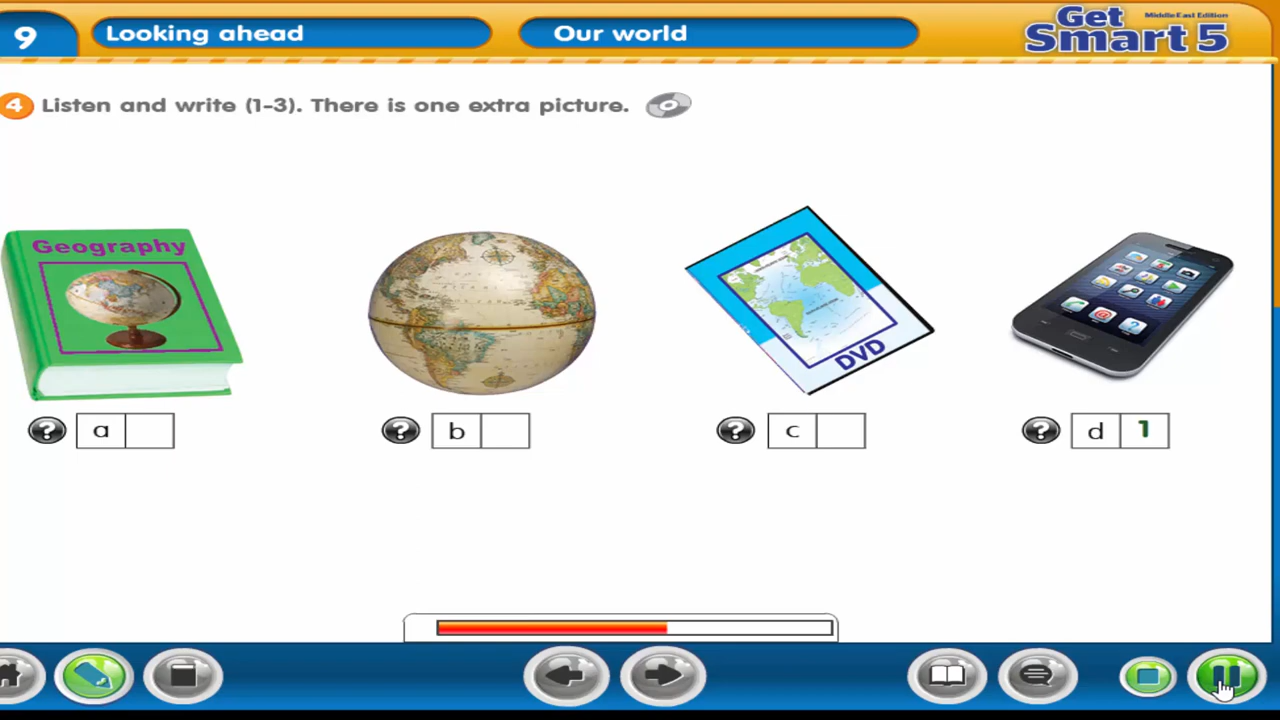 9
Looking ahead
Our world
Get
Middle East Edition
Smart 5
4 Listen and write (1-3). There is one extra picture.
Geography
DVD
? a
? b
? c
? d 1